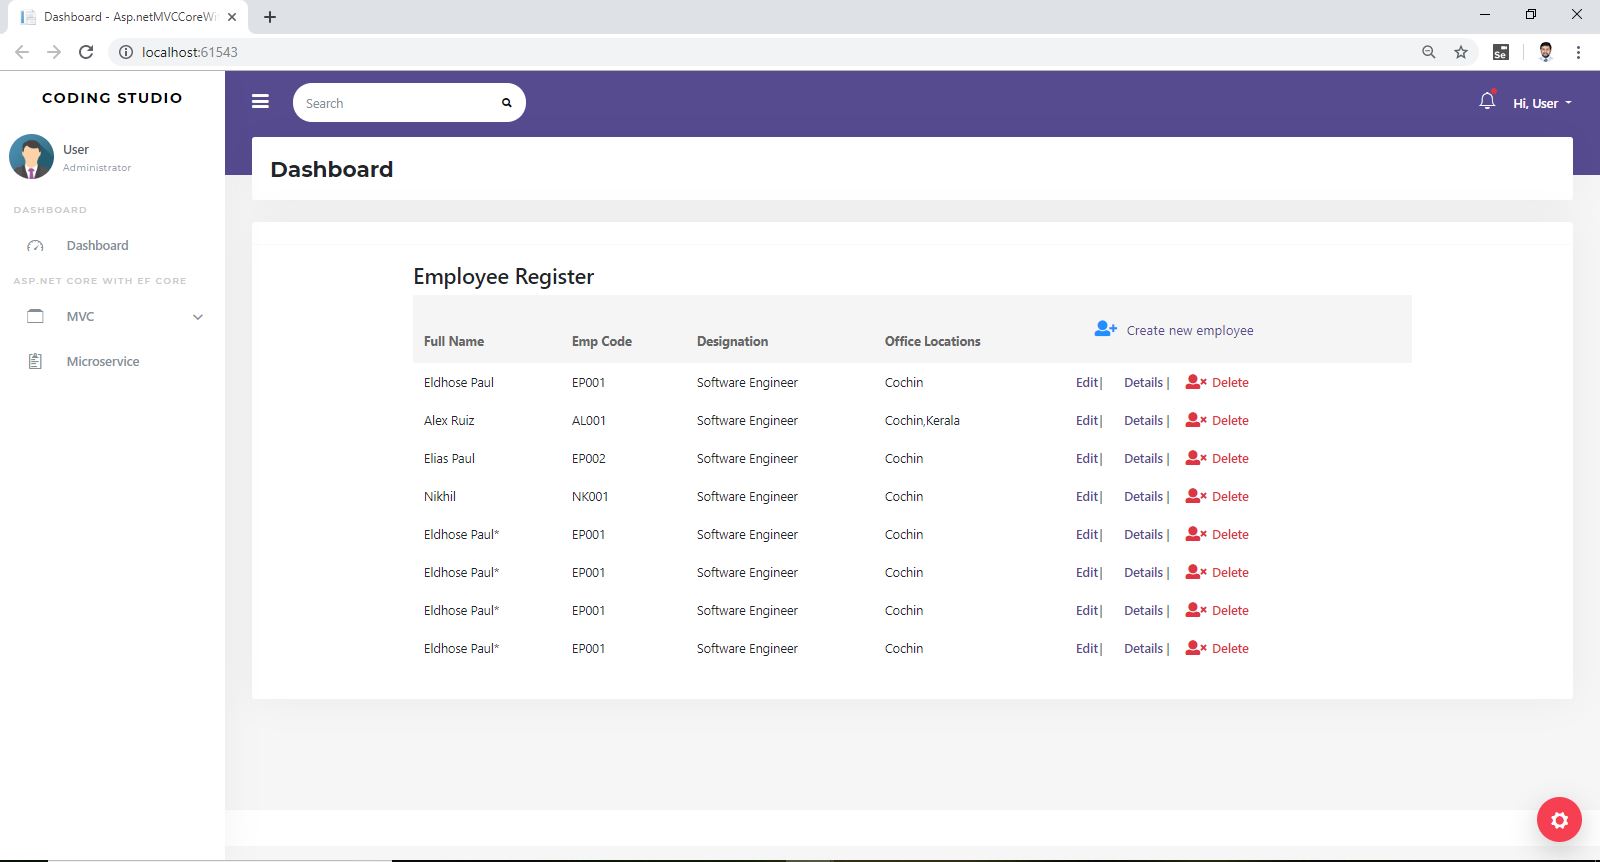 Dashboard - Asp.netMVCCoreWi
localhost:61543
Se
CODING STUDIO
User
Administrator
DASHBOARD
Dashboard
ASP.NET CORE WITH EF CORE
MVC
Microservice
Search
Hi, User
Dashboard
Employee Register
Create new employee
Full Name Emp Code Designation Office Locations
Eldhose Paul EP001 Software Engineer Cochin Edit| Details | Delete
Alex Ruiz AL001 Software Engineer Cochin,Kerala Edit| Details | Delete
Elias Paul EP002 Software Engineer Cochin Edit| Details | Delete
Nikhil NK001 Software Engineer Cochin Edit| Details | Delete
Eldhose Paul* EP001 Software Engineer Cochin Edit| Details | Delete
Eldhose Paul* EP001 Software Engineer Cochin Edit| Details | Delete
Eldhose Paul* EP001 Software Engineer Cochin Edit| Details | Delete
Eldhose Paul* EP001 Software Engineer Cochin Edit| Details | Delete